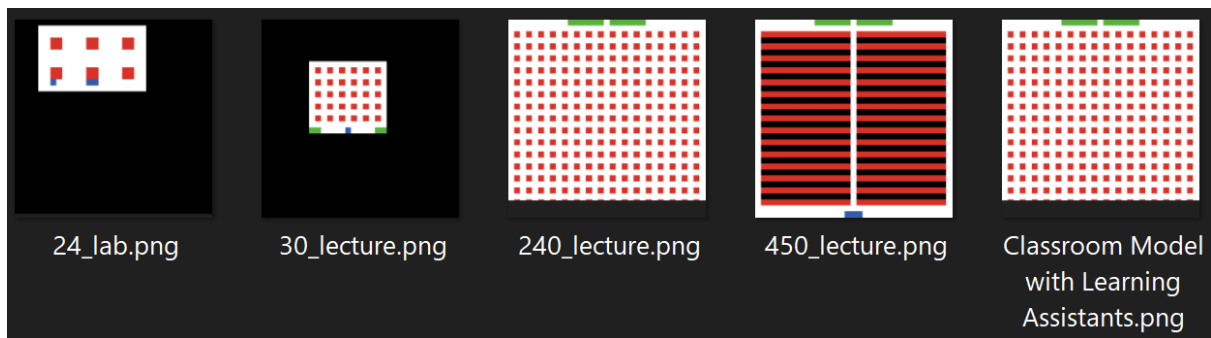 24_lab.png
30_lecture.png
240_lecture.png
450_lecture.png
Classroom Model
with Learning
Assistants.png